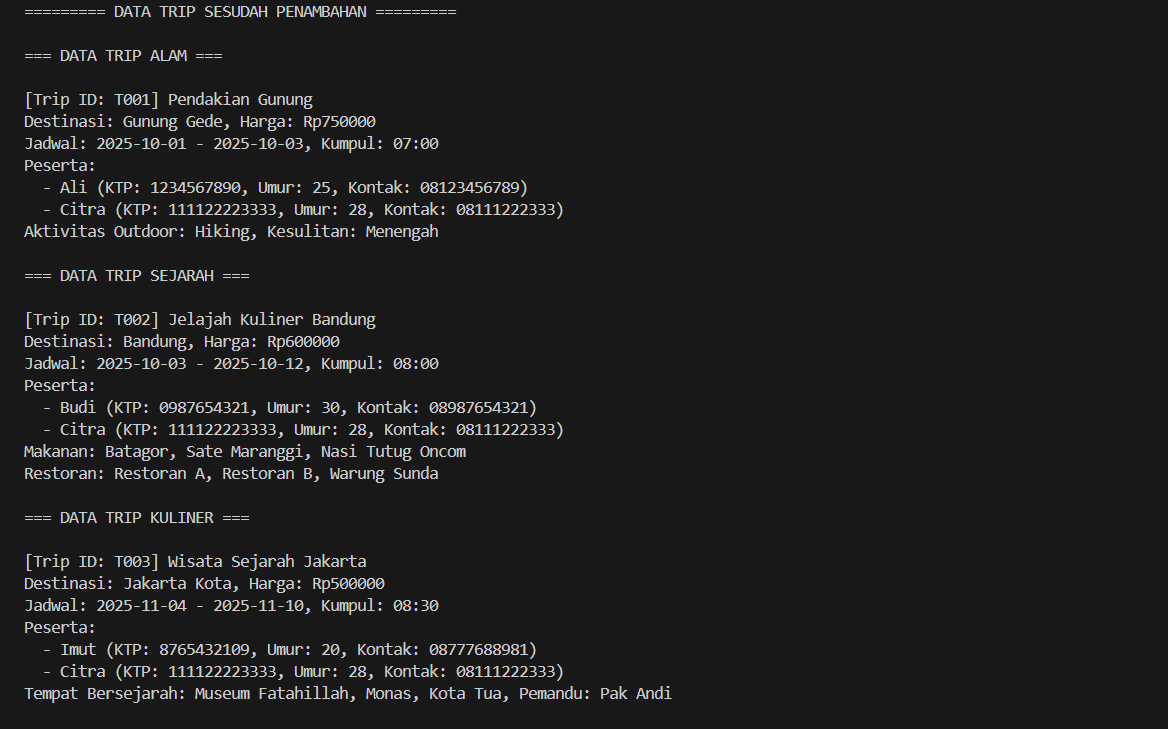 ========= DATA TRIP SESUDAH PENAMBAHAN =========
=== DATA TRIP ALAM ===
[Trip ID: T001] Pendakian Gunung
Destinasi: Gunung Gede, Harga: Rp750000
Jadwal: 2025-10-01 - 2025-10-03, Kumpul: 07:00
Peserta:
  - Ali (KTP: 1234567890, Umur: 25, Kontak: 08123456789)
  - Citra (KTP: 111122223333, Umur: 28, Kontak: 08111222333)
Aktivitas Outdoor: Hiking, Kesulitan: Menengah
=== DATA TRIP SEJARAH ===
[Trip ID: T002] Jelajah Kuliner Bandung
Destinasi: Bandung, Harga: Rp600000
Jadwal: 2025-10-03 - 2025-10-12, Kumpul: 08:00
Peserta:
  - Budi (KTP: 0987654321, Umur: 30, Kontak: 08987654321)
  - Citra (KTP: 111122223333, Umur: 28, Kontak: 08111222333)
Makanan: Batagor, Sate Maranggi, Nasi Tutug Oncom
Restoran: Restoran A, Restoran B, Warung Sunda
=== DATA TRIP KULINER ===
[Trip ID: T003] Wisata Sejarah Jakarta
Destinasi: Jakarta Kota, Harga: Rp500000
Jadwal: 2025-11-04 - 2025-11-10, Kumpul: 08:30
Peserta:
  - Imut (KTP: 8765432109, Umur: 20, Kontak: 08777688981)
  - Citra (KTP: 111122223333, Umur: 28, Kontak: 08111222333)
Tempat Bersejarah: Museum Fatahillah, Monas, Kota Tua, Pemandu: Pak Andi